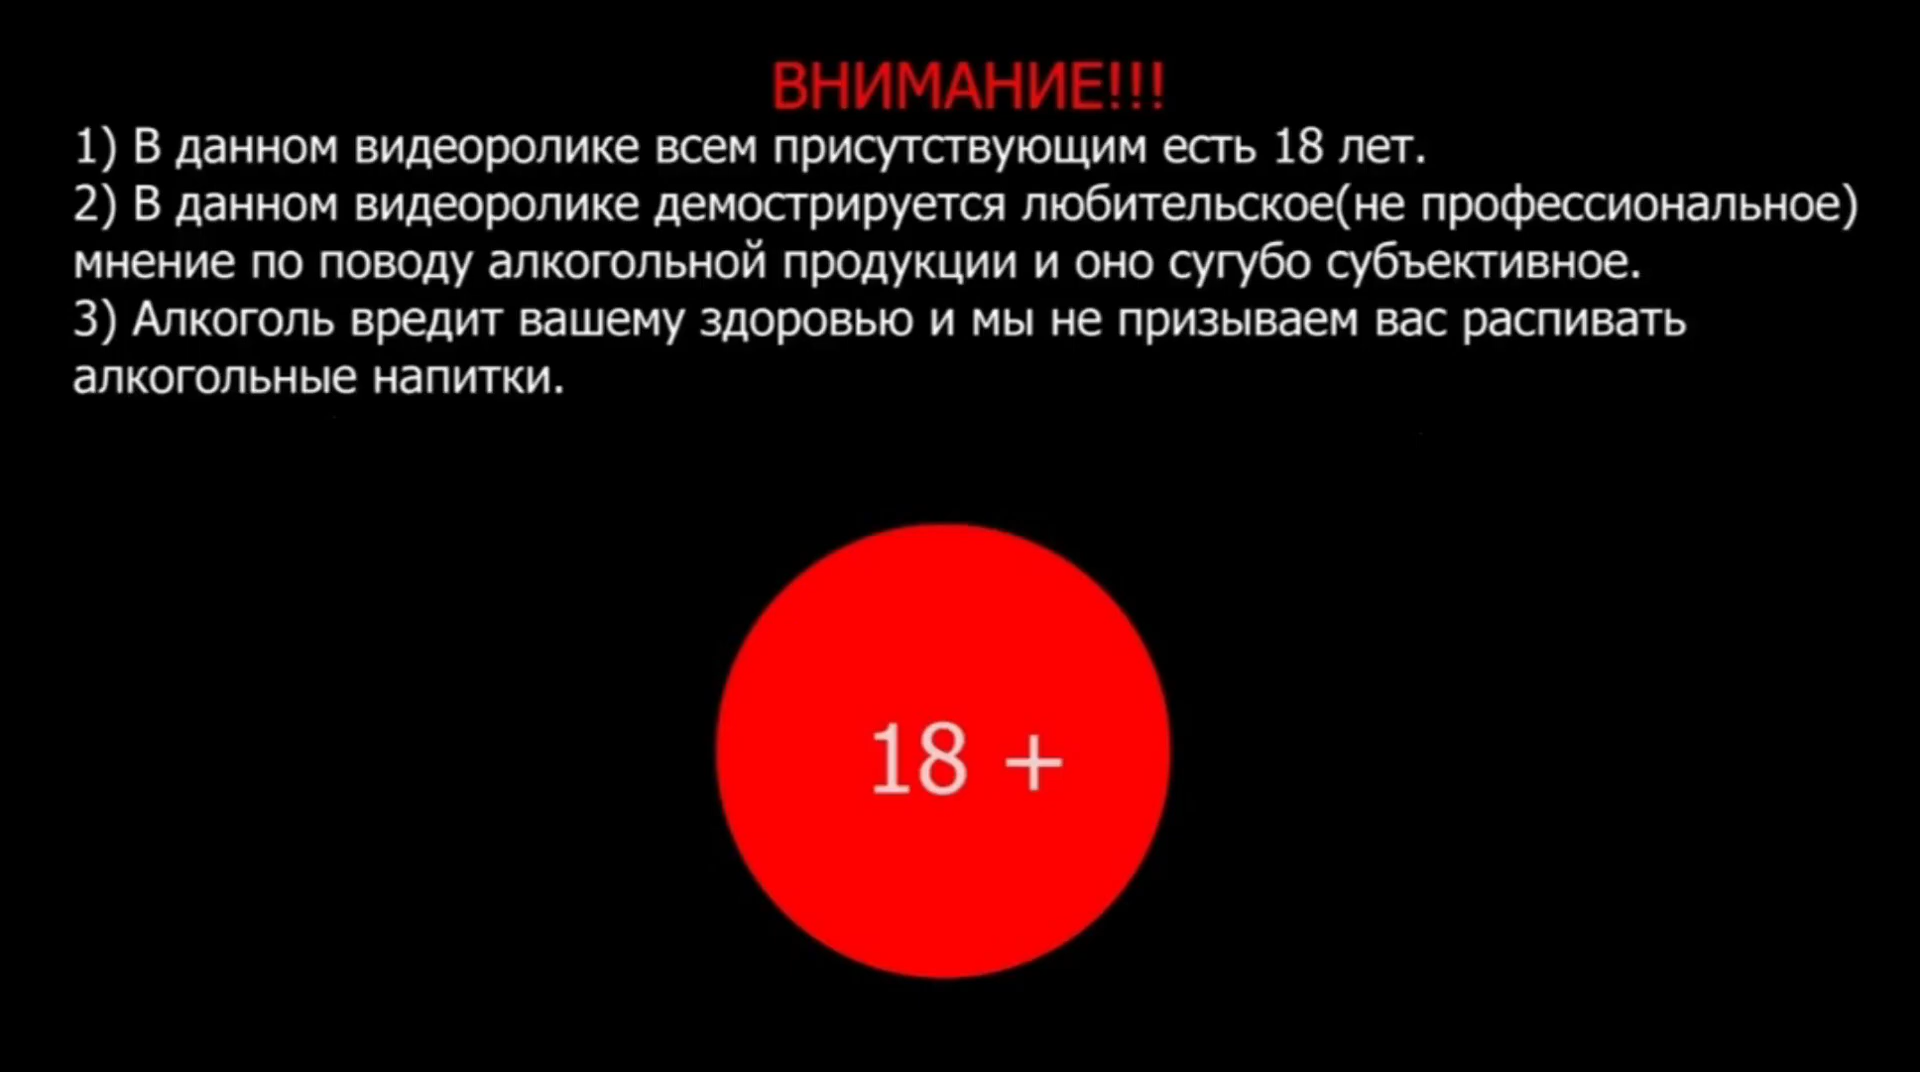 ВНИМАНИЕ!!!
1) В данном видеоролике всем присутствующим есть 18 лет.
2) В данном видеоролике демострируется любительское(не профессиональное)
мнение по поводу алкогольной продукции и оно сугубо субъективное.
3) Алкоголь вредит вашему здоровью и мы не призываем вас распивать
алкогольные напитки.
18 +